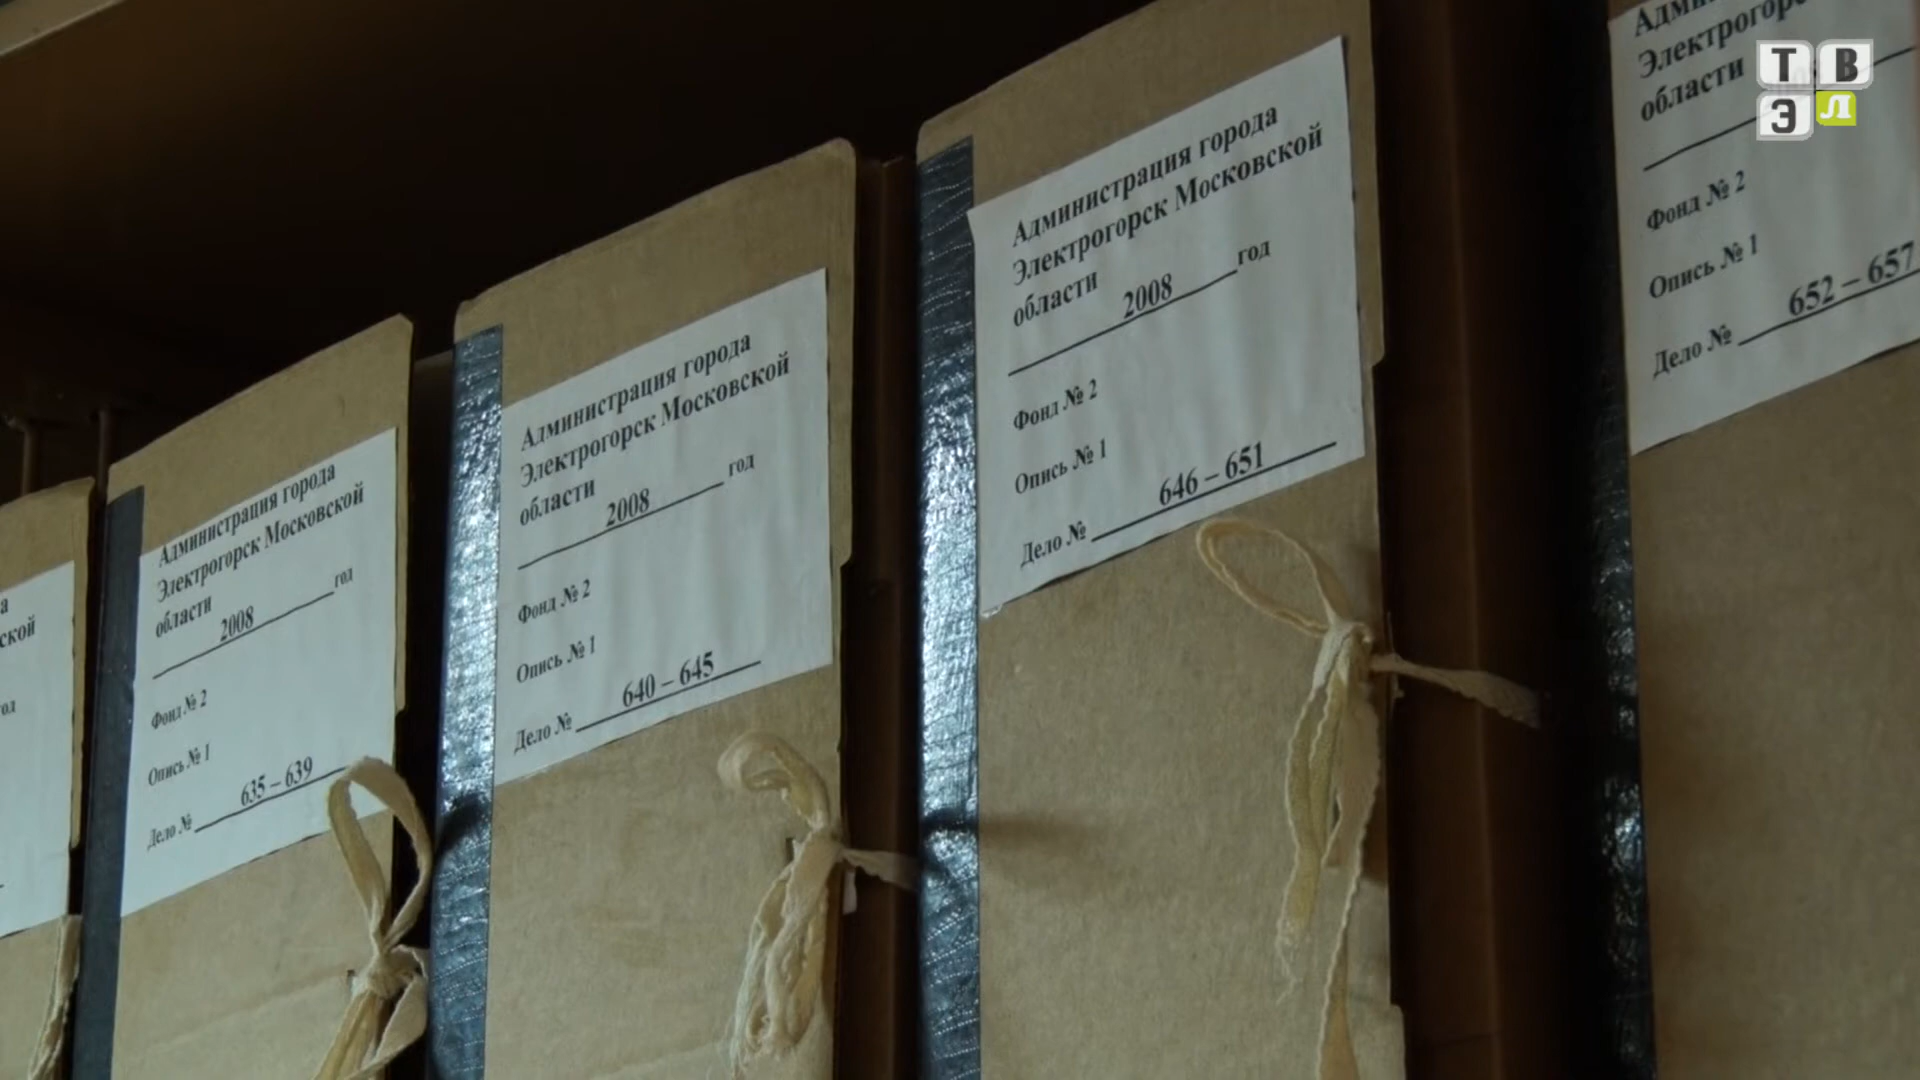 ской
Администрация города
Электрогорск Московской
области
2008 год
Фонд № 2
Опись № 1
Дело № 635 – 639
Администрация города
Электрогорск Московской
области
2008 год
Фонд № 2
Опись № 1
Дело № 640 – 645
Администрация города
Электрогорск Московской
области
2008 год
Фонд № 2
Опись № 1
Дело № 646 – 651
области
Фонд № 2
Опись № 1
Дело № 652 – 657
ТВ
ЭЛ